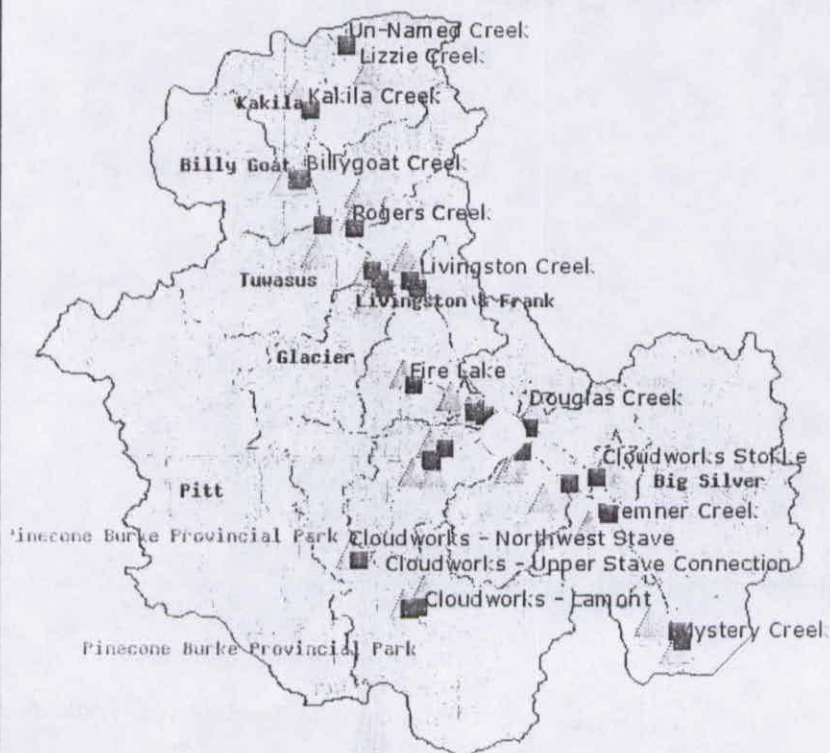 Un-Named Creek
Lizzie Creek
Kakila Kakila Creek
Billy Goat Billygoat Creek
Rogers Creek
Livingston Creek
Tuwasus
Livingston & Frank
Glacier
Fire Lake
Douglas Creek
Cloudworks Stokke
Pitt
Big Silver
emner Creek
Pinecone Burke Provincial Park Cloudworks - Northwest Stave
Cloudworks - Upper Stave Connection
Cloudworks - Lamont
Mystery Creek
Pinecone Burke Provincial Park